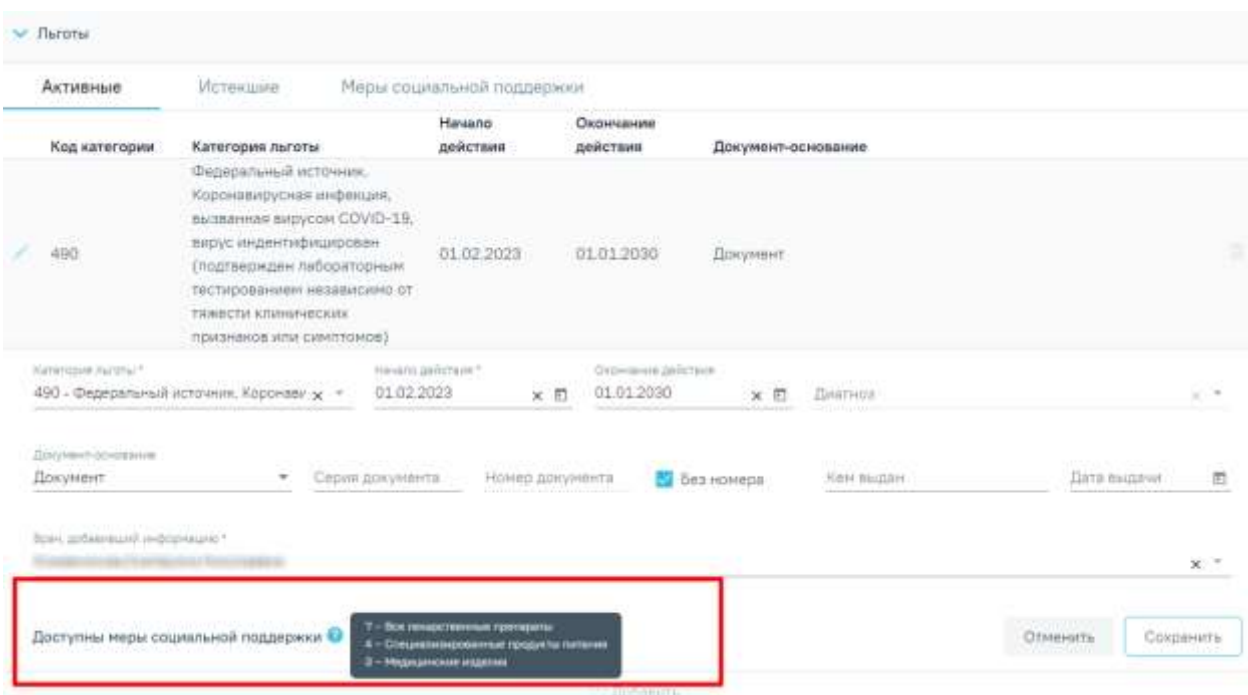 Льготы
Активные Истекшие Меры социальной поддержки
Код категории Категория льготы Начало действия Окончание действия Документ-основание
490
Федеральный источник,
Коронавирусная инфекция,
вызванная вирусом COVID-19,
вирус индентифицирован
(подтвержден лабораторным
тестированием независимо от
тяжести клинических
признаков или симптомов)
01.02.2023 01.01.2030 Документ
Категория льготы * Начало действия * Окончание действия
490 - Федеральный источник, Коронави 01.02.2023 01.01.2030 Диагноз
Документ-основание
Документ Серия документа Номер документа Без номера Кем выдан Дата выдачи
Врач, добавивший информацию *
Доступны меры социальной поддержки
7 - Все лекарственные препараты
4 - Специализированные продукты питания
3 - Медицинские изделия
Отменить Сохранить
Добавить